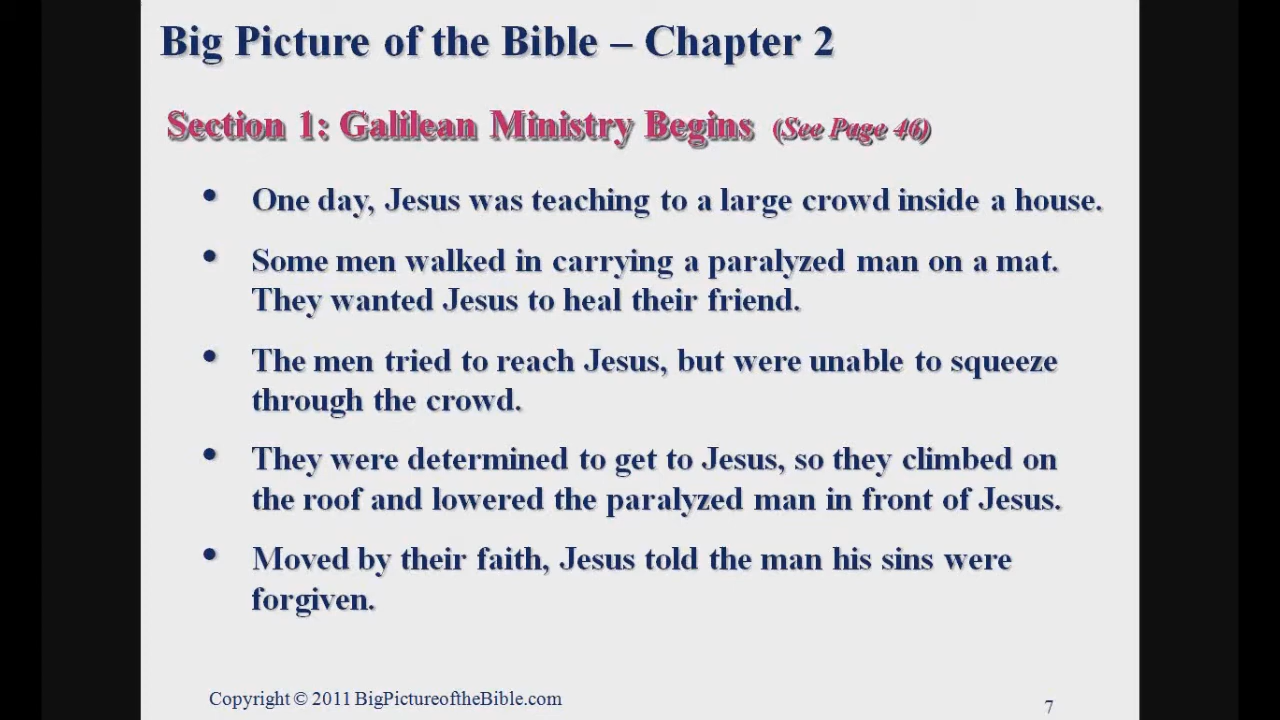 Big Picture of the Bible – Chapter 2
Section 1: Galilean Ministry Begins (See Page 46)
• One day, Jesus was teaching to a large crowd inside a house.
• Some men walked in carrying a paralyzed man on a mat.
They wanted Jesus to heal their friend.
• The men tried to reach Jesus, but were unable to squeeze
through the crowd.
• They were determined to get to Jesus, so they climbed on
the roof and lowered the paralyzed man in front of Jesus.
• Moved by their faith, Jesus told the man his sins were
forgiven.
Copyright © 2011 BigPictureoftheBible.com
7